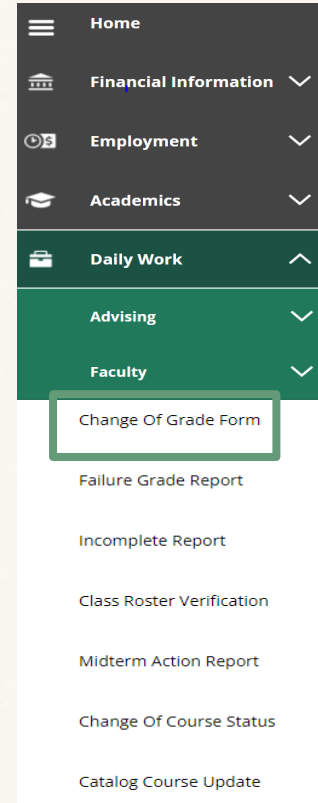 Home
Financial Information
$
Employment
Academics
Daily Work
Advising
Faculty
Change Of Grade Form
Failure Grade Report
Incomplete Report
Class Roster Verification
Midterm Action Report
Change Of Course Status
Catalog Course Update